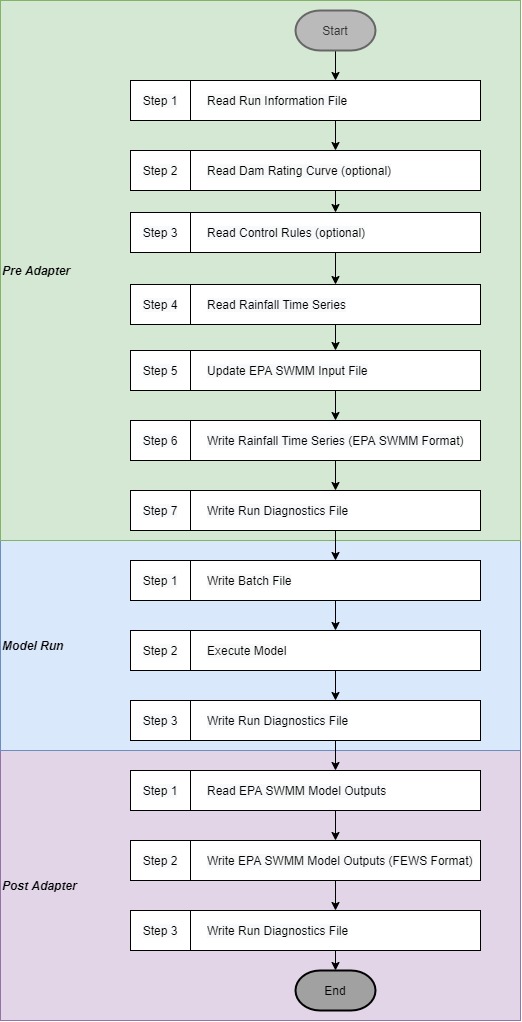 Start
Step 1 Read Run Information File
Step 2 Read Dam Rating Curve (optional)
Step 3 Read Control Rules (optional)
Pre Adapter
Step 4 Read Rainfall Time Series
Step 5 Update EPA SWMM Input File
Step 6 Write Rainfall Time Series (EPA SWMM Format)
Step 7 Write Run Diagnostics File
Step 1 Write Batch File
Model Run
Step 2 Execute Model
Step 3 Write Run Diagnostics File
Step 1 Read EPA SWMM Model Outputs
Step 2 Write EPA SWMM Model Outputs (FEWS Format)
Post Adapter
Step 3 Write Run Diagnostics File
End